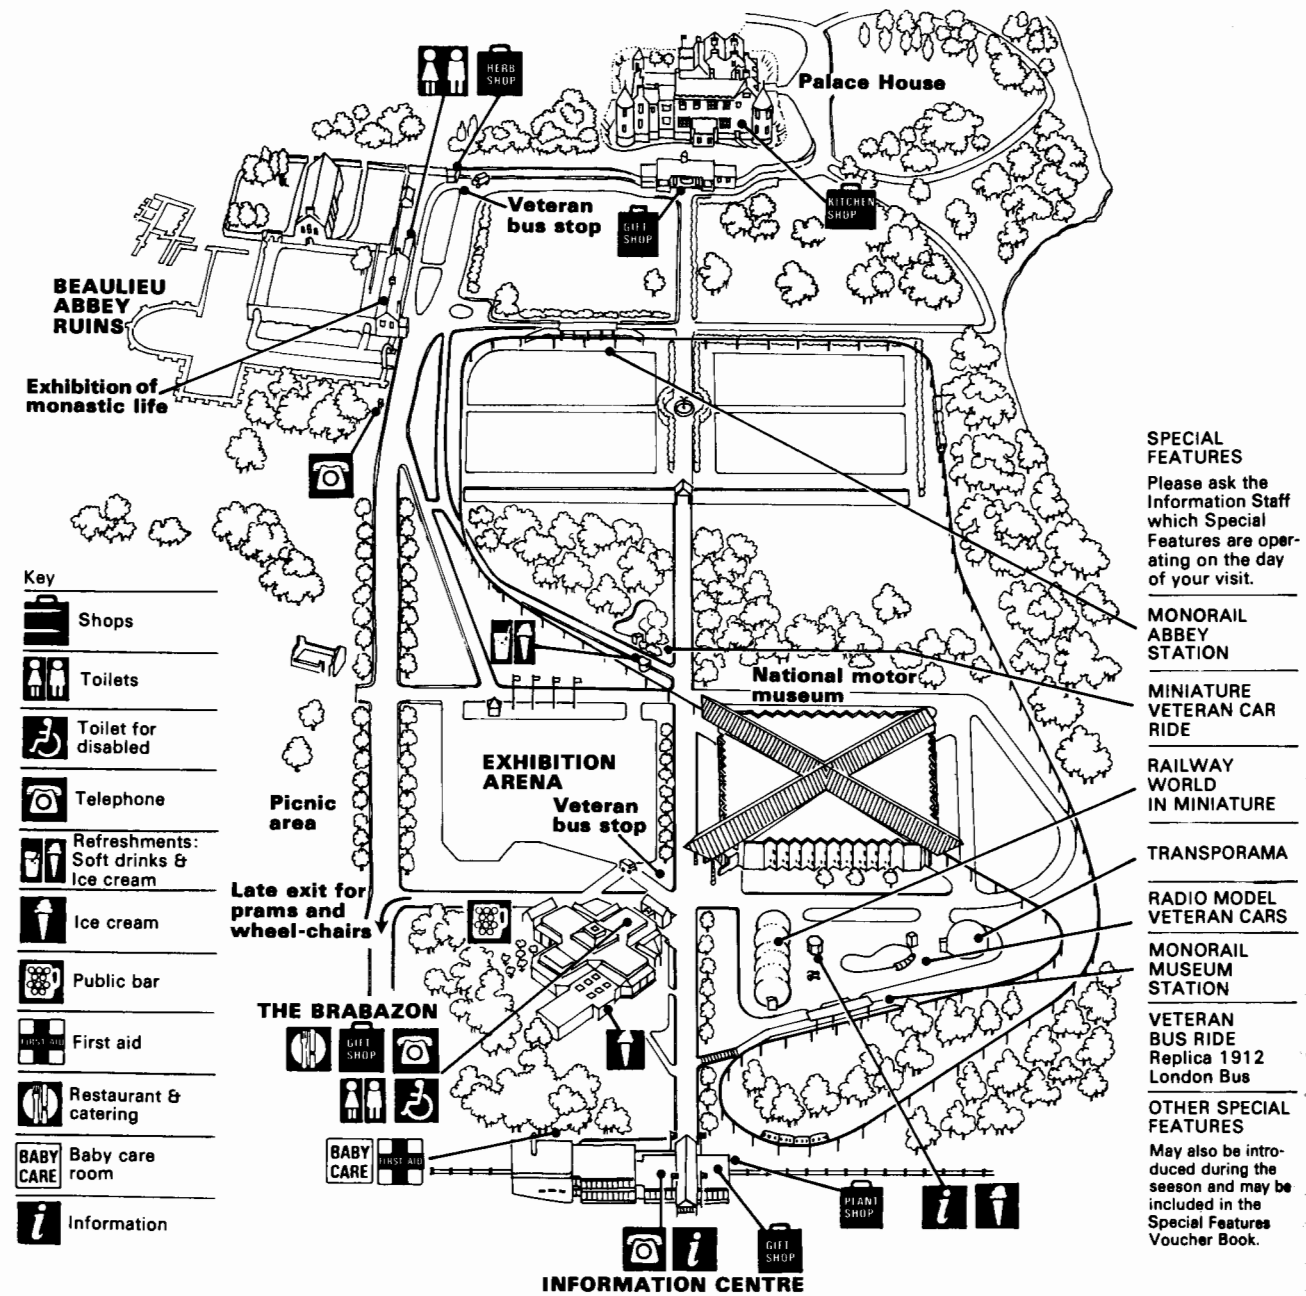 HERB
SHOP
Palace House
Veteran
bus stop
GIFT
SHOP
KITCHEN
SHOP
BEAULIEU
ABBEY
RUINS
Exhibition of
monastic life
Key
Shops
Toilets
Toilet for
disabled
Telephone
Refreshments:
Soft drinks &
Ice cream
Ice cream
Public bar
FIRST AID
First aid
Restaurant &
catering
BABY
CARE
Baby care
room
i
Information
National motor
museum
EXHIBITION
ARENA
Picnic
area
Veteran
bus stop
Late exit for
prams and
wheel-chairs
THE BRABAZON
GIFT
SHOP
BABY
CARE
FIRST AID
PLANT
SHOP
i
i
GIFT
SHOP
INFORMATION CENTRE
SPECIAL
FEATURES
Please ask the
Information Staff
which Special
Features are oper-
ating on the day
of your visit.
MONORAIL
ABBEY
STATION
MINIATURE
VETERAN CAR
RIDE
RAILWAY
WORLD
IN MINIATURE
TRANSPORAMA
RADIO MODEL
VETERAN CARS
MONORAIL
MUSEUM
STATION
VETERAN
BUS RIDE
Replica 1912
London Bus
OTHER SPECIAL
FEATURES
May also be intro-
duced during the
seeson and may be
included in the
Special Features
Voucher Book.